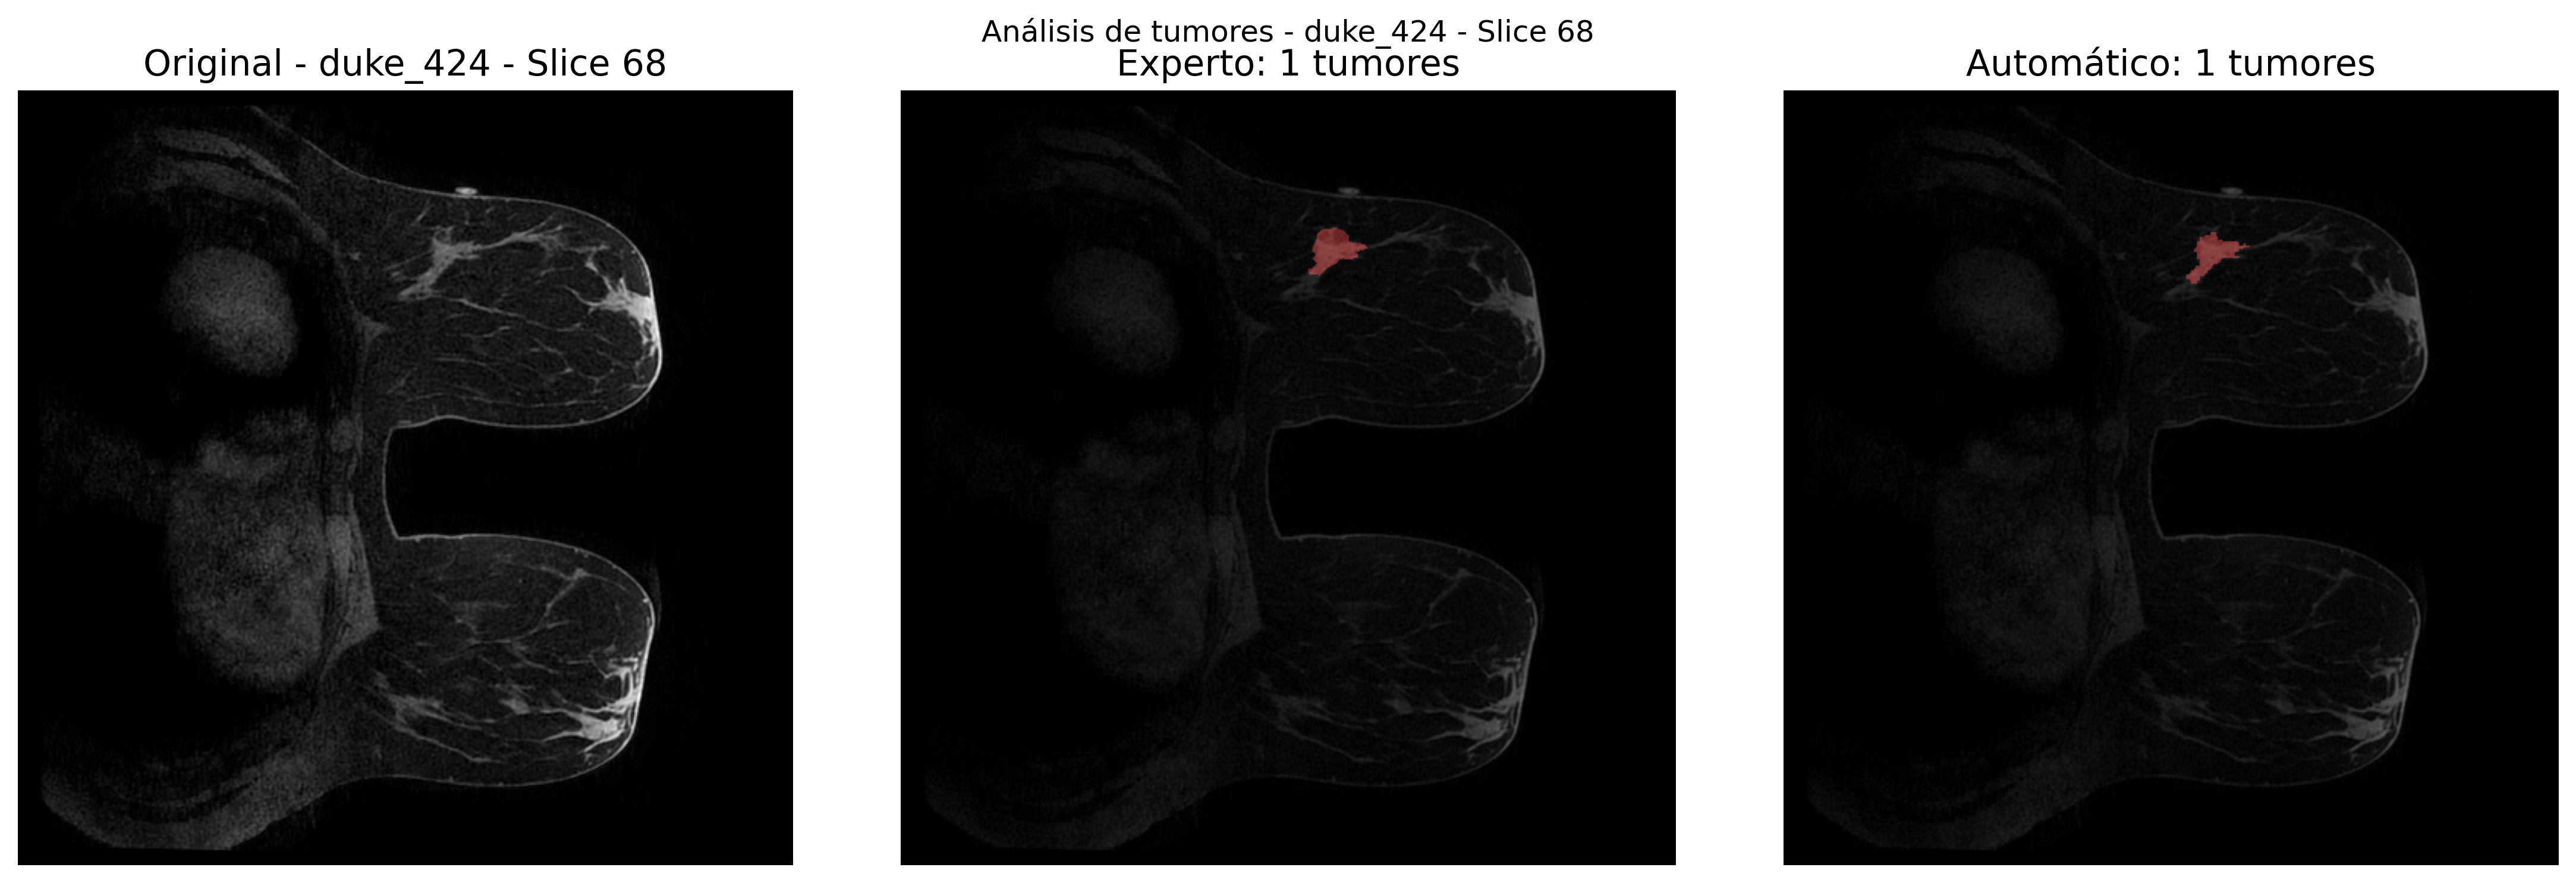 Análisis de tumores - duke_424 - Slice 68
Original - duke_424 - Slice 68
Experto: 1 tumores
Automático: 1 tumores